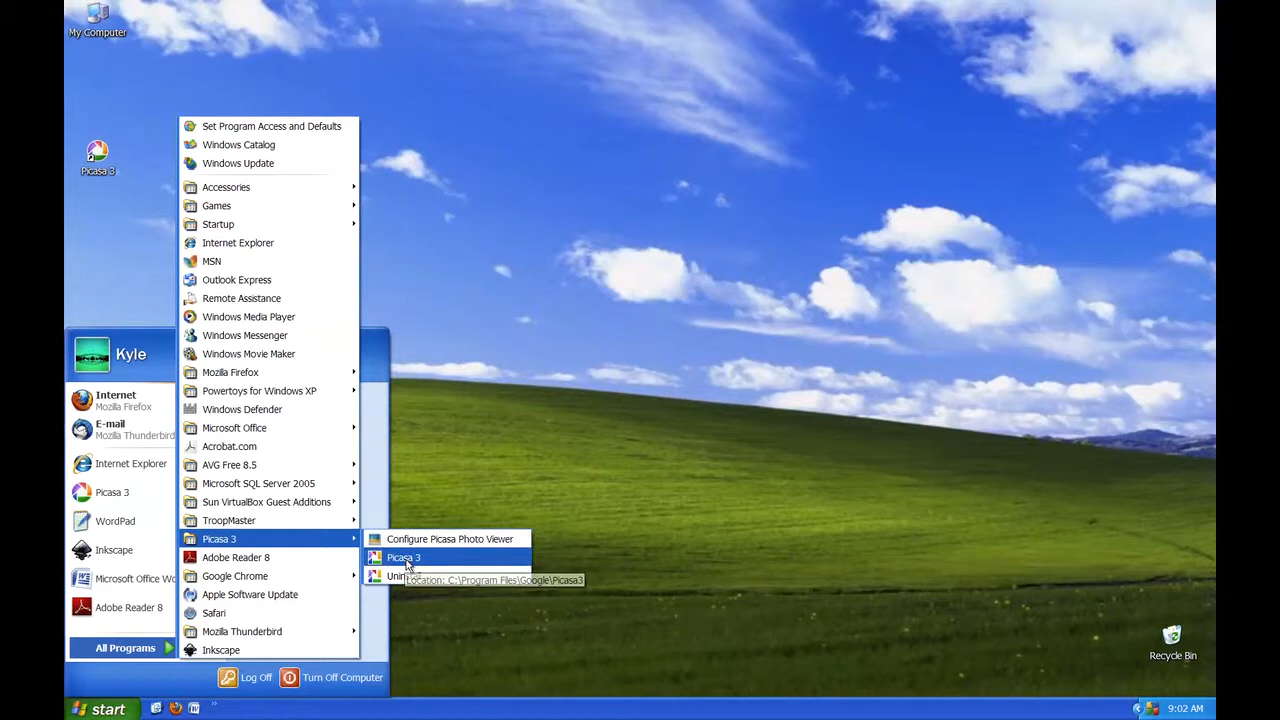 My Computer
Picasa 3
Set Program Access and Defaults
Windows Catalog
Windows Update
Accessories
Games
Startup
Internet Explorer
MSN
Outlook Express
Remote Assistance
Windows Media Player
Windows Messenger
Windows Movie Maker
Mozilla Firefox
Powertoys for Windows XP
Windows Defender
Microsoft Office
Acrobat.com
AVG Free 8.5
Microsoft SQL Server 2005
Sun VirtualBox Guest Additions
TroopMaster
Picasa 3
Adobe Reader 8
Google Chrome
Apple Software Update
Safari
Mozilla Thunderbird
Inkscape
Configure Picasa Photo Viewer
Picasa 3
Location: C:\Program Files\Google\Picasa3
Kyle
Internet
Mozilla Firefox
E-mail
Mozilla Thunderbird
Internet Explorer
Picasa 3
WordPad
Inkscape
Microsoft Office Wo
Adobe Reader 8
All Programs
Log Off
Turn Off Computer
Recycle Bin
start
9:02 AM